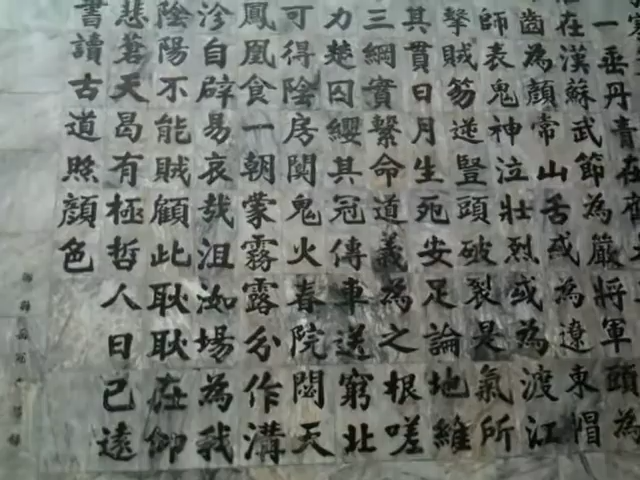 一垂丹青在
在漢蘇武節為嚴將軍頭為
齒為顏常山舌或為遼東帽
師表鬼神泣壯烈或為渡江
擊賊笏逆豎頭破裂是氣所
其貫日月生死安足論地維
三綱實繫命道義為之根嗟
力楚囚纓其冠傳車送窮北
可得陰房闃鬼火春院閟天
鳳凰食一朝蒙霧露分作溝
沴自辟易哀哉沮洳場為我
陰陽不能賊顧此耿耿在仰
悲蒼天曷有極哲人日已遠
書讀古道照顏色